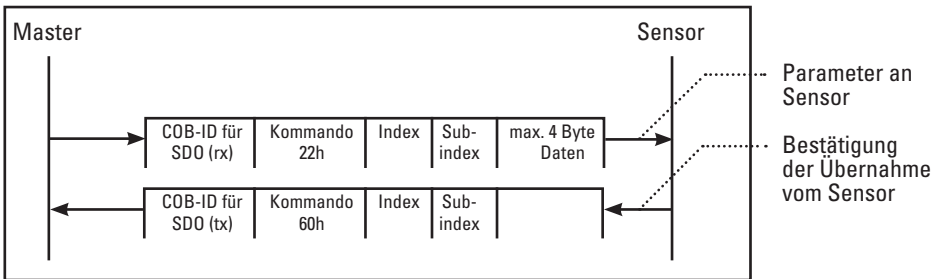 Master
Sensor
COB-ID für
SDO (rx)
Kommando
22h
Index
Sub-
index
max. 4 Byte
Daten
Parameter an
Sensor
COB-ID für
SDO (tx)
Kommando
60h
Index
Sub-
index
Bestätigung
der Übernahme
vom Sensor